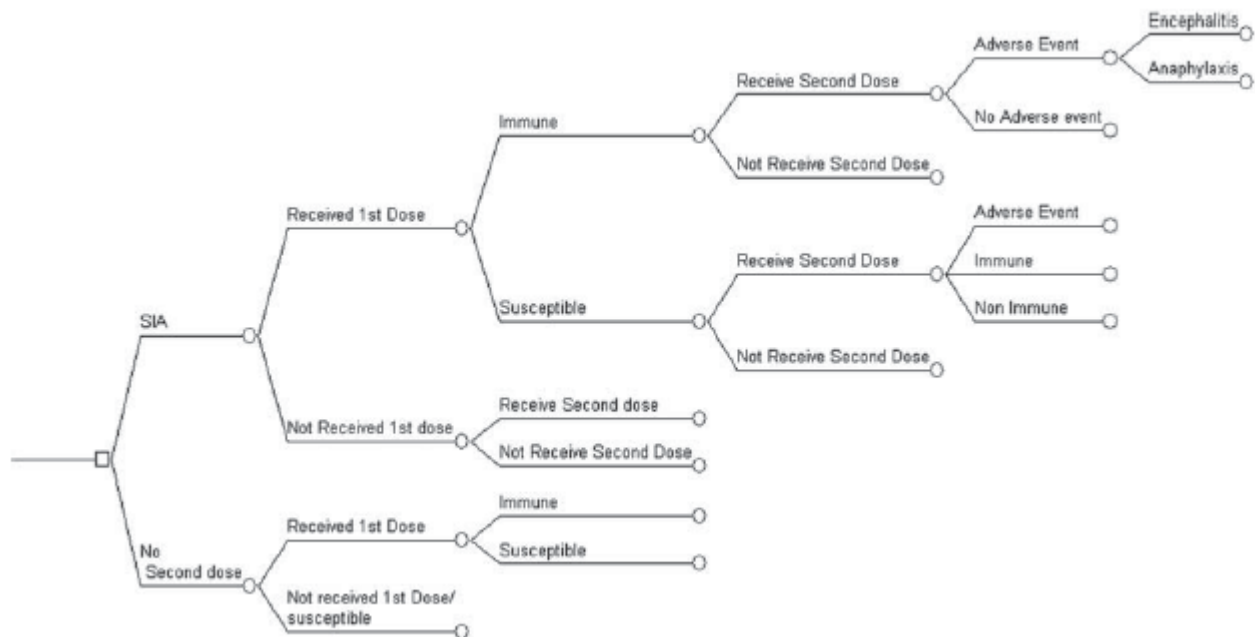 Encephalitis
Adverse Event
Anaphylaxis
Receive Second Dose
No Adverse event
Immune
Not Receive Second Dose
Received 1st Dose
Adverse Event
Receive Second Dose
Immune
Susceptible
Non Immune
SIA
Not Receive Second Dose
Receive Second dose
Not Received 1st dose
Not Receive Second Dose
Immune
Received 1st Dose
Susceptible
No
Second dose
Not received 1st Dose/
susceptible